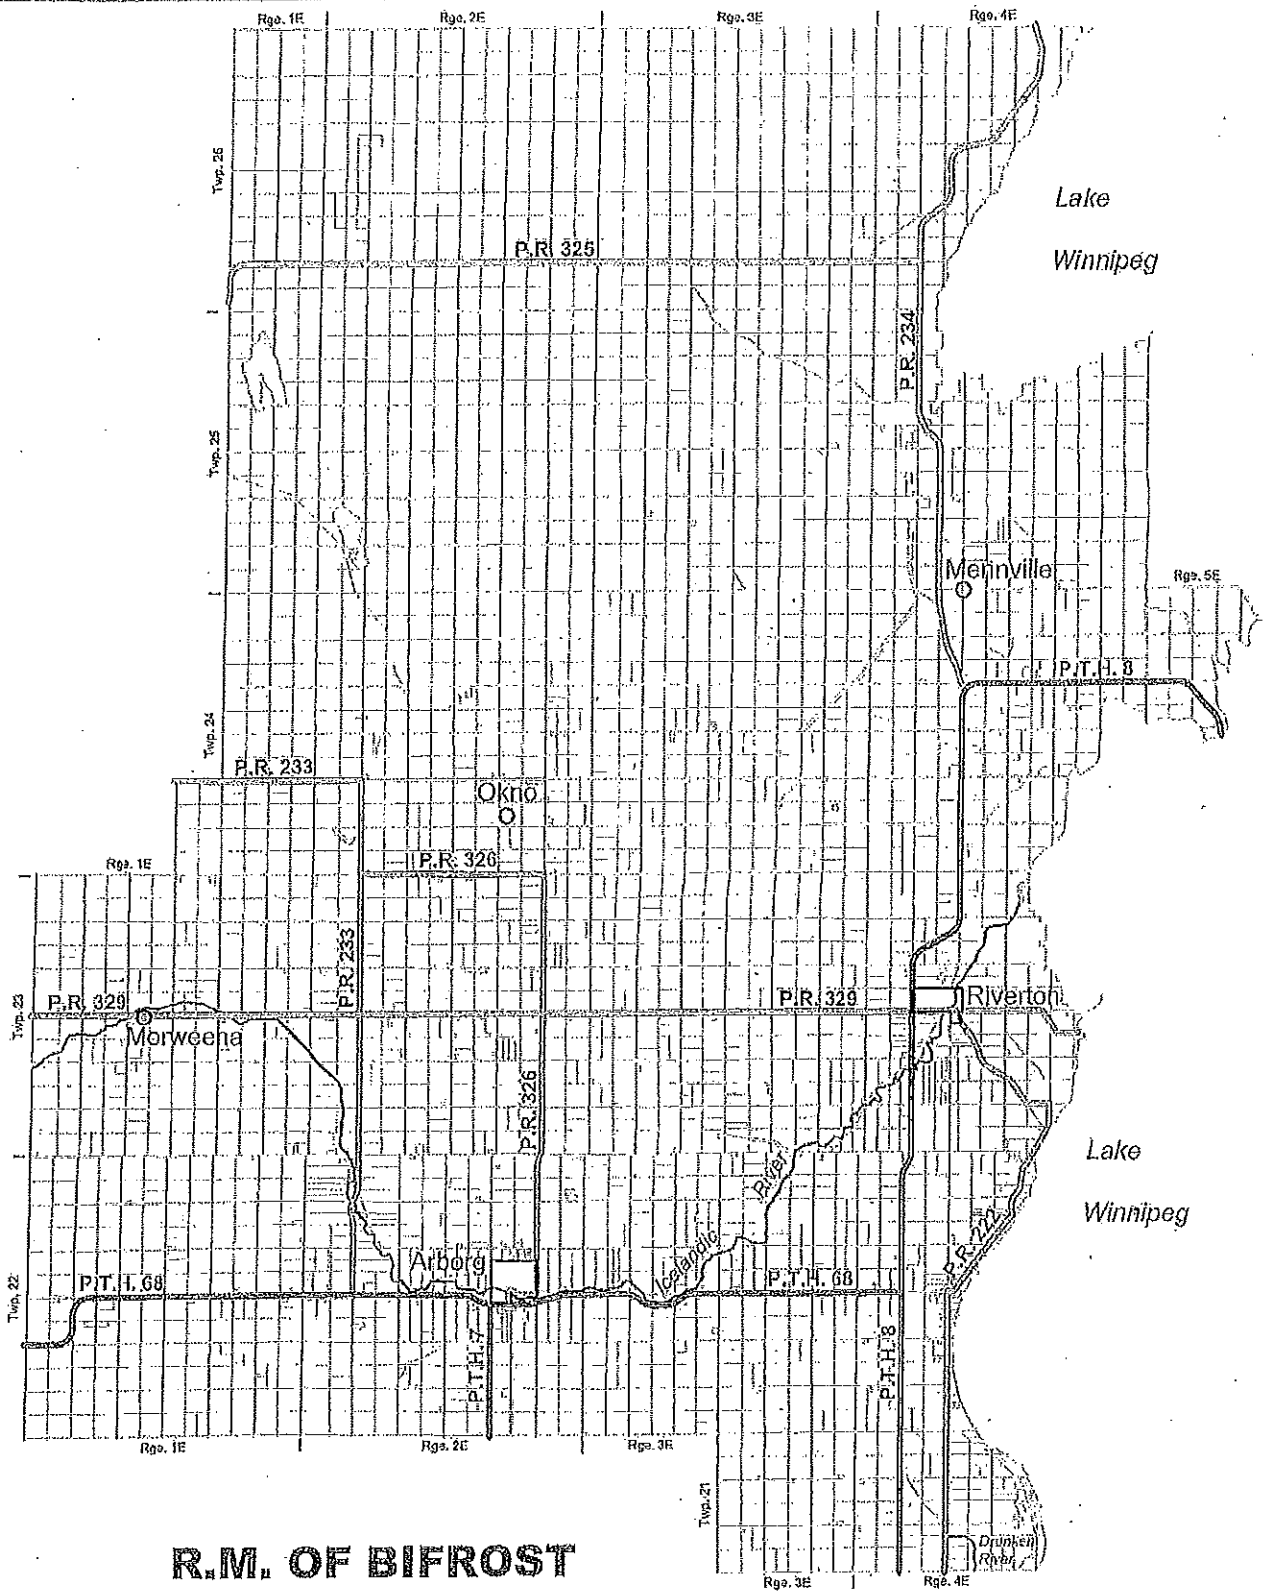 Rge. 1E
Rge. 2E
Rge. 3E
Rge. 4E
Twp. 26
Lake
Winnipeg
P.R. 325
P.R. 234
Twp. 25
Mennville
Rge. 5E
P.T.H. 8
Twp. 24
P.R. 233
Okno
Rge. 1E
P.R. 326
P.R. 233
Twp. 23
P.R. 329
Morweena
P.R. 329
Riverton
P.R. 326
Lake
Winnipeg
Icelandic River
P.R. 222
Arborg
Twp. 22
P.T.H. 68
P.T.H. 68
P.T.H. 7
P.T.H. 8
Rge. 1E
Rge. 2E
Rge. 3E
Twp. 21
Drunken
River
R.M. OF BIFROST
Rge. 3E
Rge. 4E